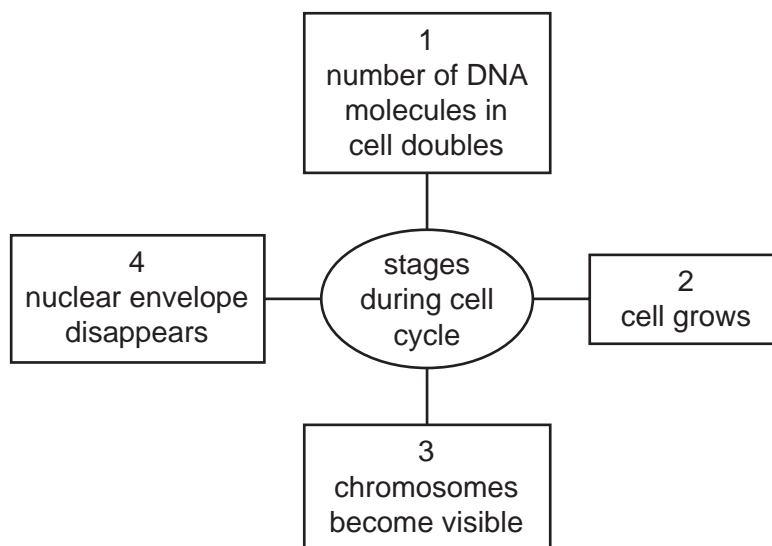 1
number of DNA
molecules in
cell doubles
4
nuclear envelope
disappears
stages
during cell
cycle
2
cell grows
3
chromosomes
become visible